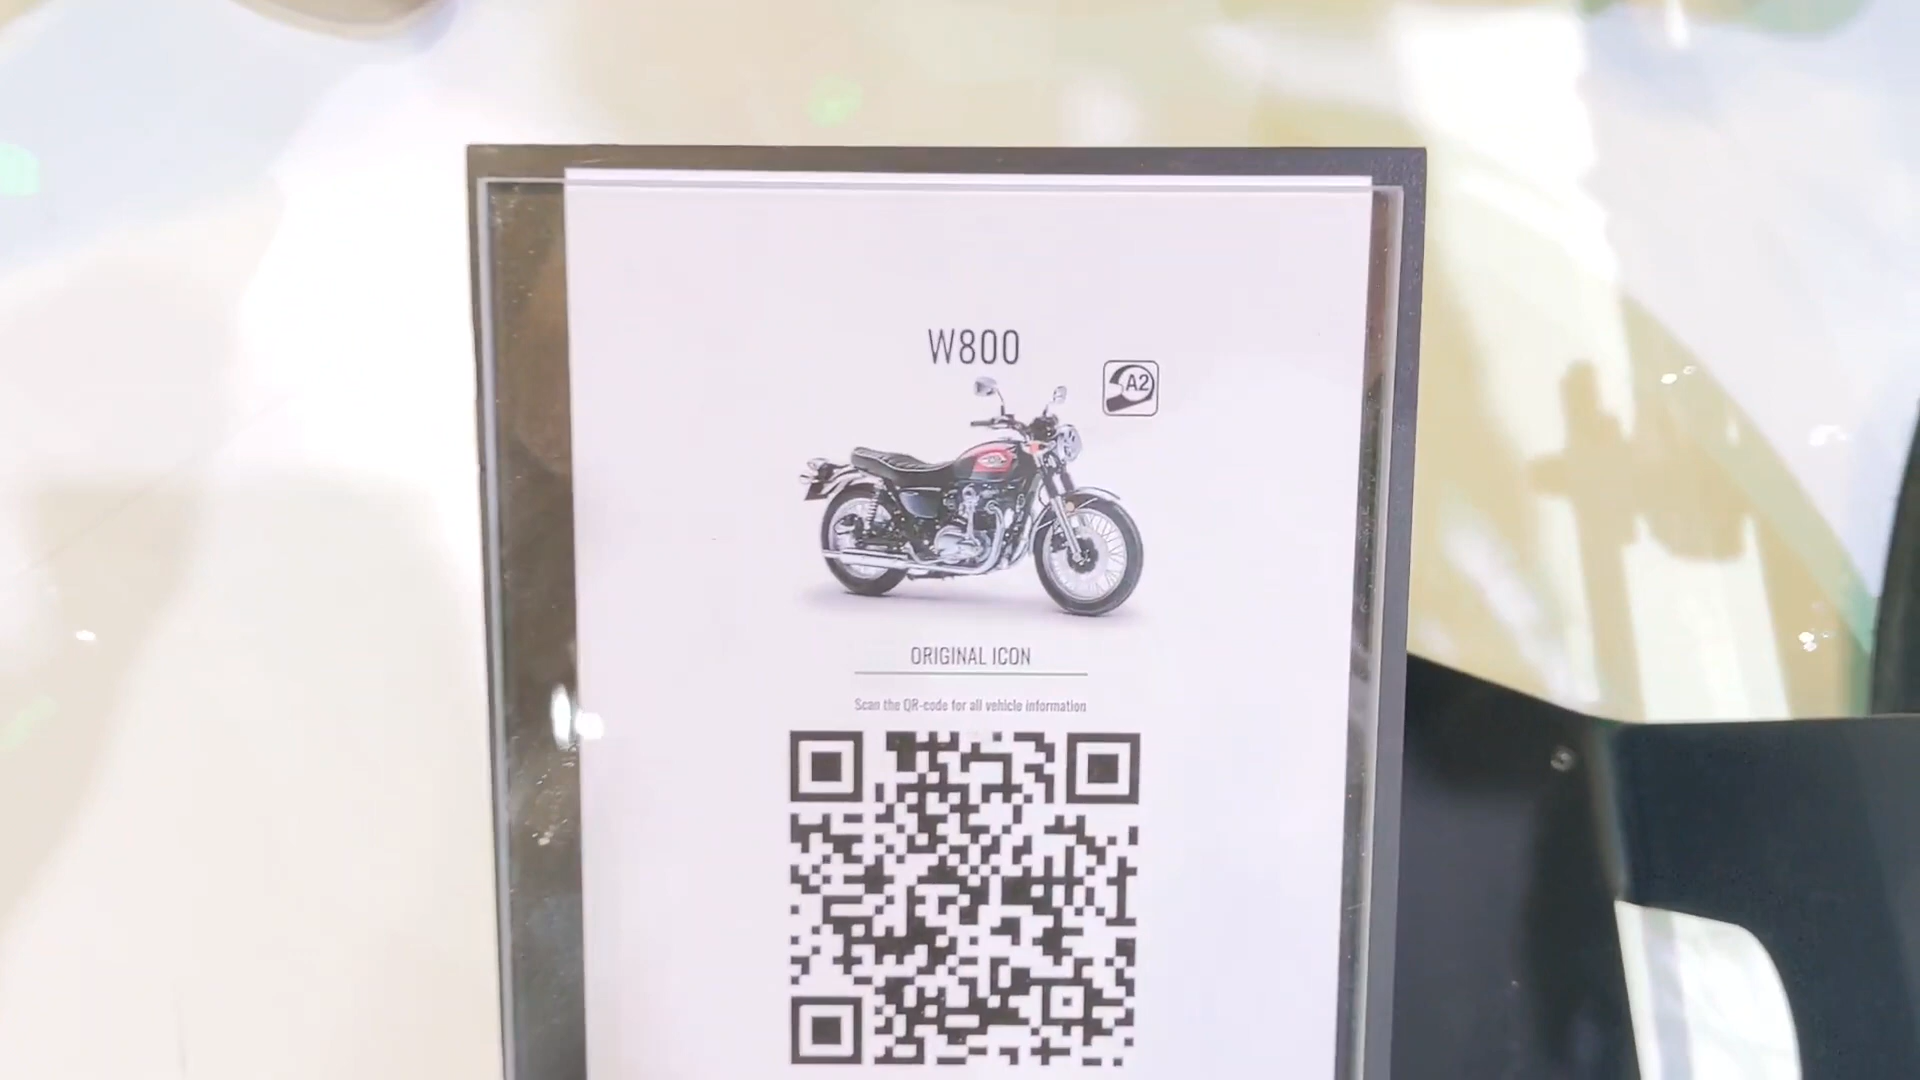 W800
A2
ORIGINAL ICON
Scan the QR-code for all vehicle information